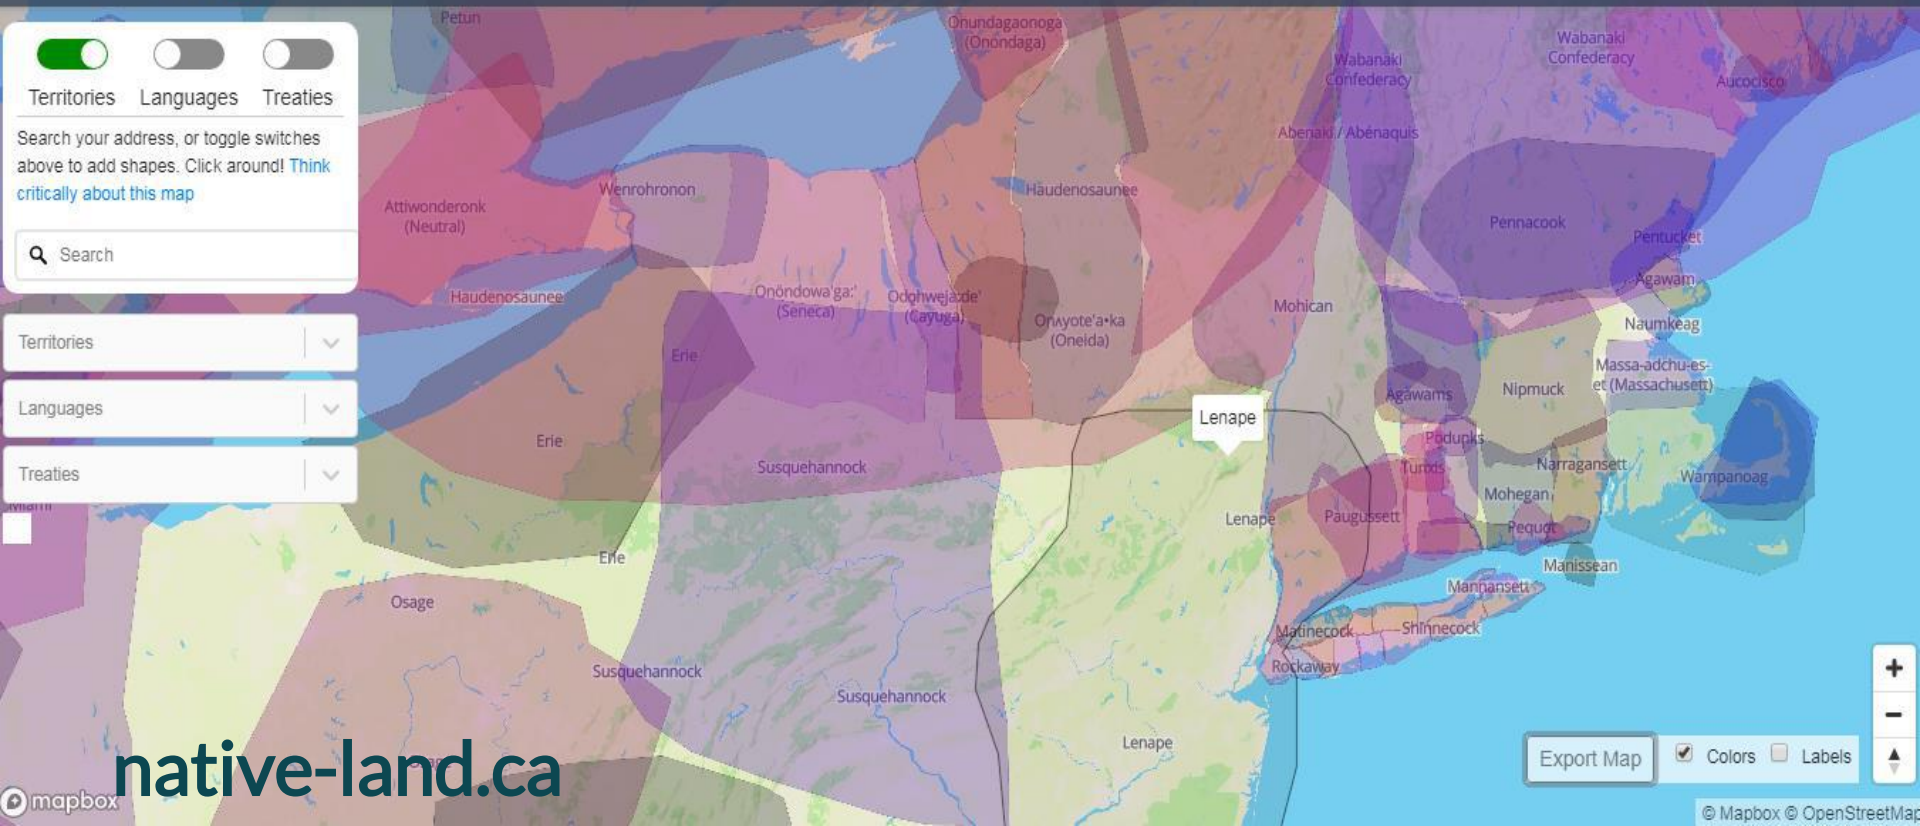 Territories
Languages
Treaties
Search your address, or toggle switches
above to add shapes. Click around! Think
critically about this map
Search
Territories
Languages
Treaties
Petun
Onundagaonoga
(Onondaga)
Wabanaki
Confederacy
Wabanaki
Confederacy
Aucocisco
Abenaki / Abénaquis
Wenrohronon
Haudenosaunee
Attiwonderonk
(Neutral)
Pennacook
Pentucket
Agawam
Haudenosaunee
Onöndowa'ga:'
(Seneca)
(Cayuga)
Mohican
Onʌyote'a•ka
(Oneida)
Naumkeag
Erie
Massa-adchu-es-
et (Massachusett)
Nipmuck
Agawams
Lenape
Erie
Podunks
Susquehannock
Tunxis
Narragansett
Wampanoag
Mohegan
Miami
Lenape
Paugussett
Pequot
Erie
Manissean
Osage
Manhansett
Matinecock
Shinnecock
Susquehannock
Rockaway
Susquehannock
Lenape
native-land.ca
mapbox
Export Map
Colors
Labels
© Mapbox © OpenStreetMap